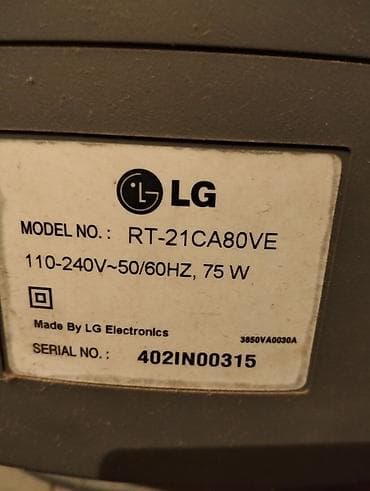 LG
MODEL NO. : RT-21CA80VE
110-240V~50/60HZ, 75 W
Made By LG Electronics
3850VA0030A
SERIAL NO. : 402IN00315